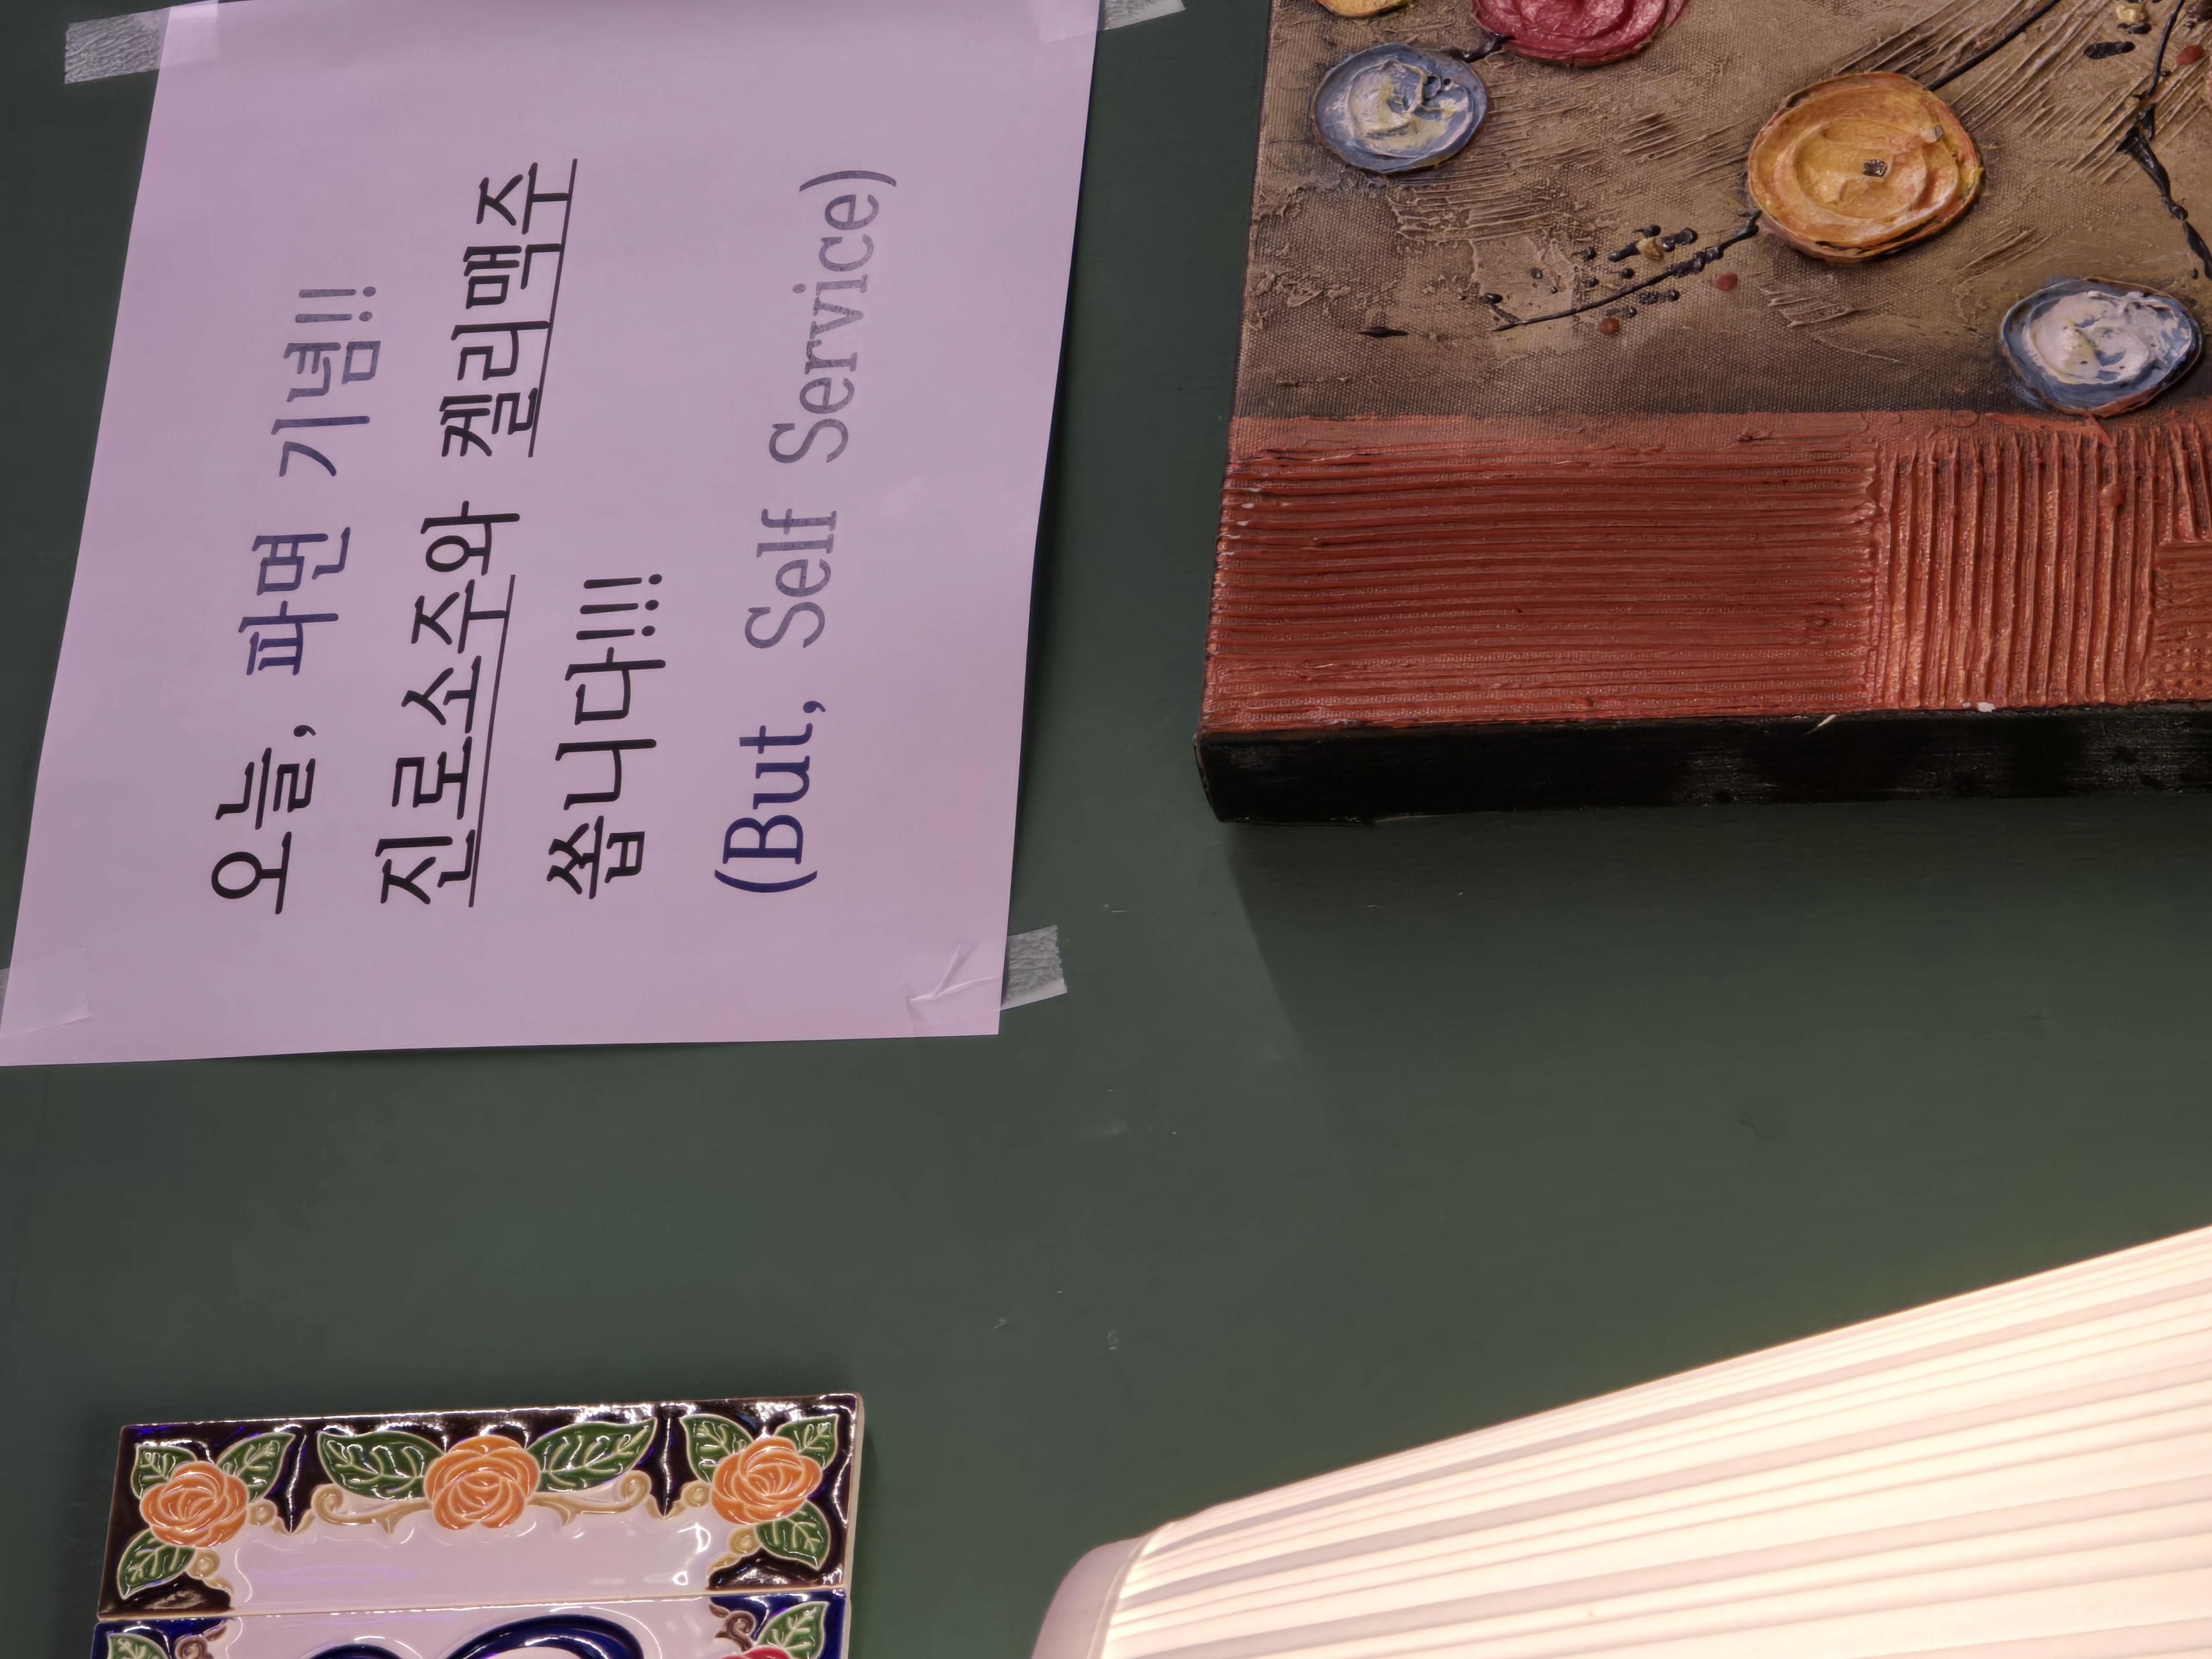 오늘, 파면 기념!!
진로소주와 켈리맥주
쏩니다!!!
(But, Self Service)